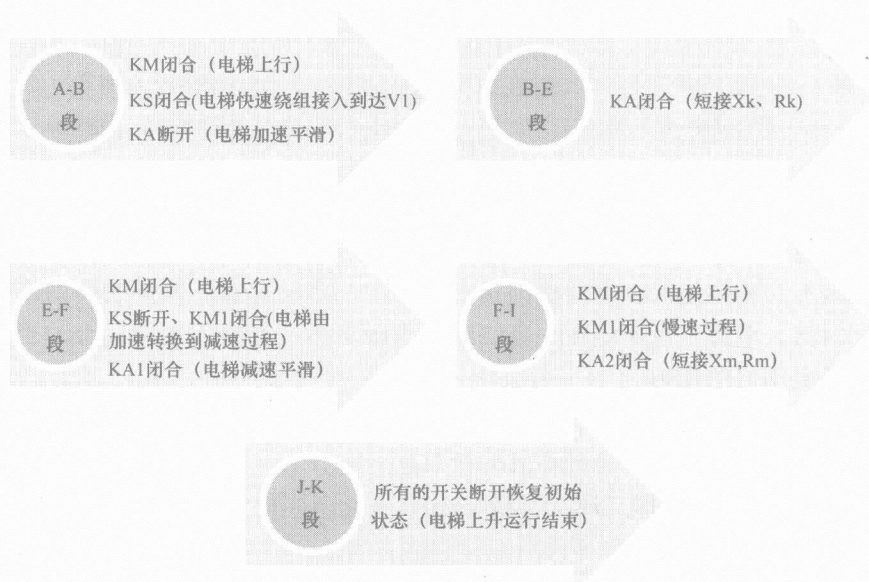 A-B
段
KM闭合（电梯上行）
KS闭合(电梯快速绕组接入到达V1)
KA断开（电梯加速平滑）
B-E
段
KA闭合（短接Xk、Rk)
E-F
段
KM闭合（电梯上行）
KS断开、KM1闭合(电梯由
加速转换到减速过程）
KA1闭合（电梯减速平滑）
F-I
段
KM闭合（电梯上行）
KM1闭合(慢速过程）
KA2闭合（短接Xm,Rm）
J-K
段
所有的开关断开恢复初始
状态（电梯上升运行结束）